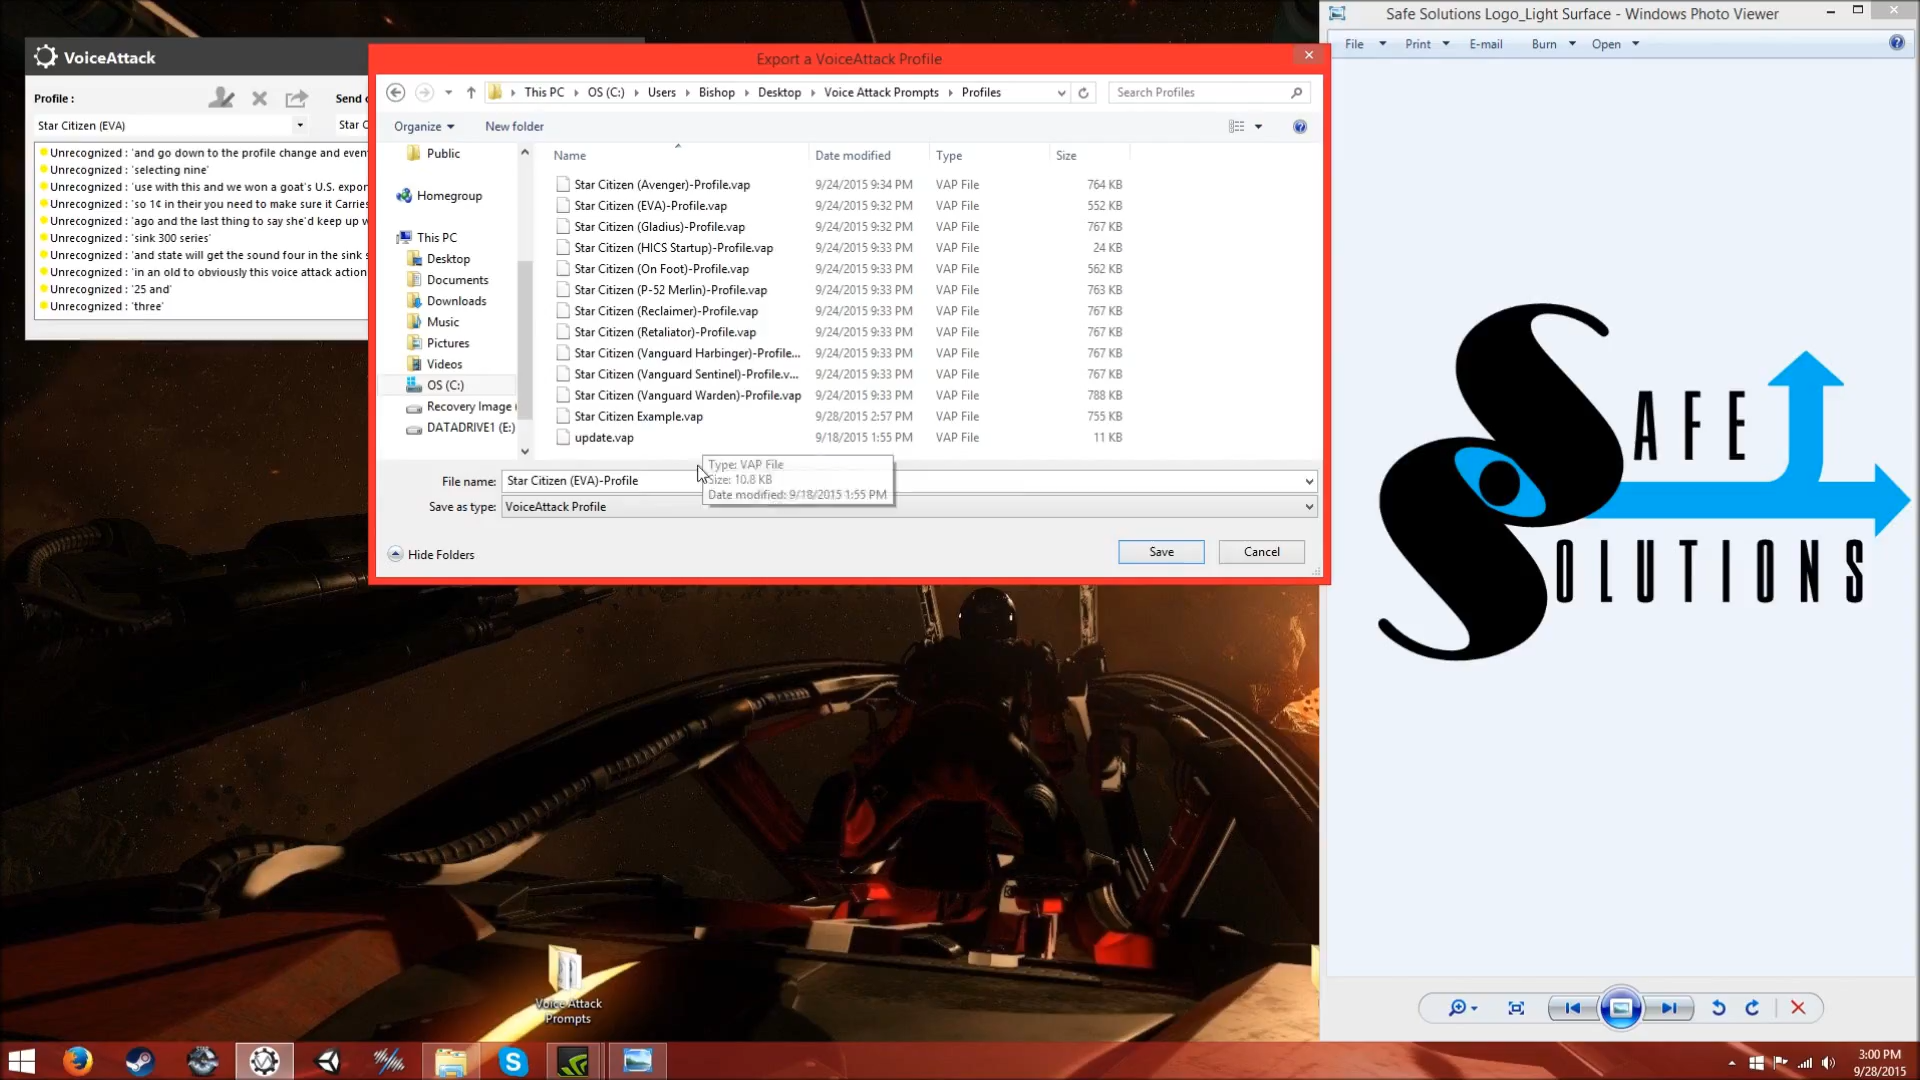 VoiceAttack
Profile :
Send c
Star Citizen (EVA)
Star C
Unrecognized : 'and go down to the profile change and even
Unrecognized : 'selecting nine'
Unrecognized : 'use with this and we won a goat's U.S. expor
Unrecognized : 'so 1¢ in their you need to make sure it Carries
Unrecognized : 'ago and the last thing to say she'd keep up w
Unrecognized : 'sink 300 series'
Unrecognized : 'and state will get the sound four in the sink s
Unrecognized : 'in an old to obviously this voice attack action
Unrecognized : '25 and'
Unrecognized : 'three'
Export a VoiceAttack Profile
This PC
OS (C:)
Users
Bishop
Desktop
Voice Attack Prompts
Profiles
Search Profiles
Organize
New folder
Public
Homegroup
This PC
Desktop
Documents
Downloads
Music
Pictures
Videos
OS (C:)
Recovery Image (
DATADRIVE1 (E:)
Name Date modified Type Size
Star Citizen (Avenger)-Profile.vap 9/24/2015 9:34 PM VAP File 764 KB
Star Citizen (EVA)-Profile.vap 9/24/2015 9:32 PM VAP File 552 KB
Star Citizen (Gladius)-Profile.vap 9/24/2015 9:32 PM VAP File 767 KB
Star Citizen (HICS Startup)-Profile.vap 9/24/2015 9:33 PM VAP File 24 KB
Star Citizen (On Foot)-Profile.vap 9/24/2015 9:33 PM VAP File 562 KB
Star Citizen (P-52 Merlin)-Profile.vap 9/24/2015 9:33 PM VAP File 763 KB
Star Citizen (Reclaimer)-Profile.vap 9/24/2015 9:33 PM VAP File 767 KB
Star Citizen (Retaliator)-Profile.vap 9/24/2015 9:33 PM VAP File 767 KB
Star Citizen (Vanguard Harbinger)-Profile... 9/24/2015 9:33 PM VAP File 767 KB
Star Citizen (Vanguard Sentinel)-Profile.v... 9/24/2015 9:33 PM VAP File 767 KB
Star Citizen (Vanguard Warden)-Profile.vap 9/24/2015 9:33 PM VAP File 788 KB
Star Citizen Example.vap 9/28/2015 2:57 PM VAP File 755 KB
update.vap 9/18/2015 1:55 PM VAP File 11 KB
Type: VAP File
Size: 10.8 KB
Date modified: 9/18/2015 1:55 PM
File name: Star Citizen (EVA)-Profile
Save as type: VoiceAttack Profile
Hide Folders
Save
Cancel
Safe Solutions Logo_Light Surface - Windows Photo Viewer
File Print E-mail Burn Open
SAFE
SOLUTIONS
Voice Attack
Prompts
3:00 PM
9/28/2015